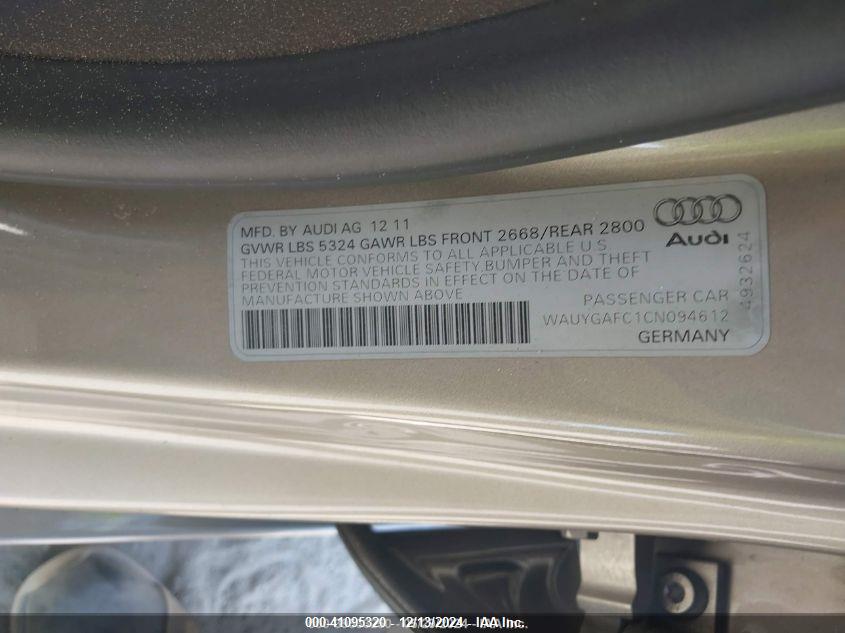 MFD. BY AUDI AG 12 11
GVWR LBS 5324 GAWR LBS FRONT 2668/REAR 2800
THIS VEHICLE CONFORMS TO ALL APPLICABLE U S
FEDERAL MOTOR VEHICLE SAFETY, BUMPER AND THEFT
PREVENTION STANDARDS IN EFFECT ON THE DATE OF
MANUFACTURE SHOWN ABOVE
PASSENGER CAR
WAUYGAFC1CN094612
GERMANY
Audi
4932624
000-41095320 - 12/13/2024 - IAA Inc.